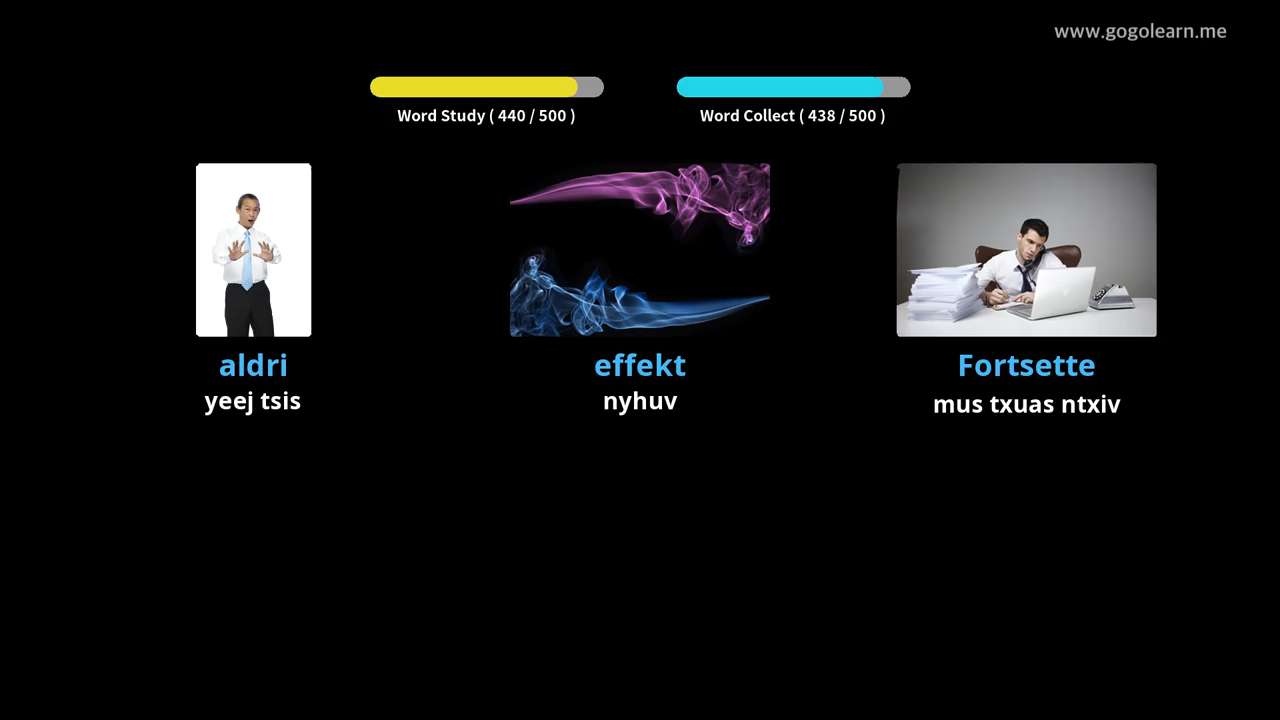 www.gogolearn.me
Word Study ( 440 / 500 )
Word Collect ( 438 / 500 )
aldri
yeej tsis
effekt
nyhuv
Fortsette
mus txuas ntxiv